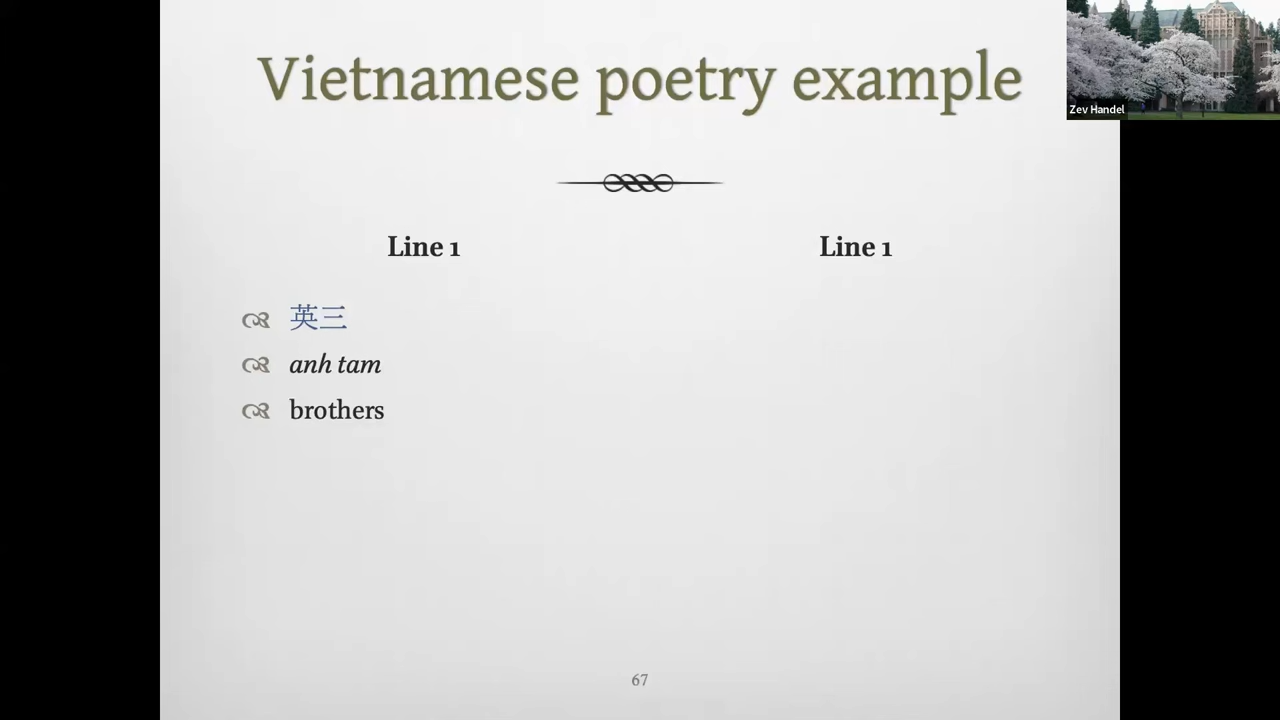 Vietnamese poetry example
Zev Handel
Line 1
英三
anh tam
brothers
Line 1
67